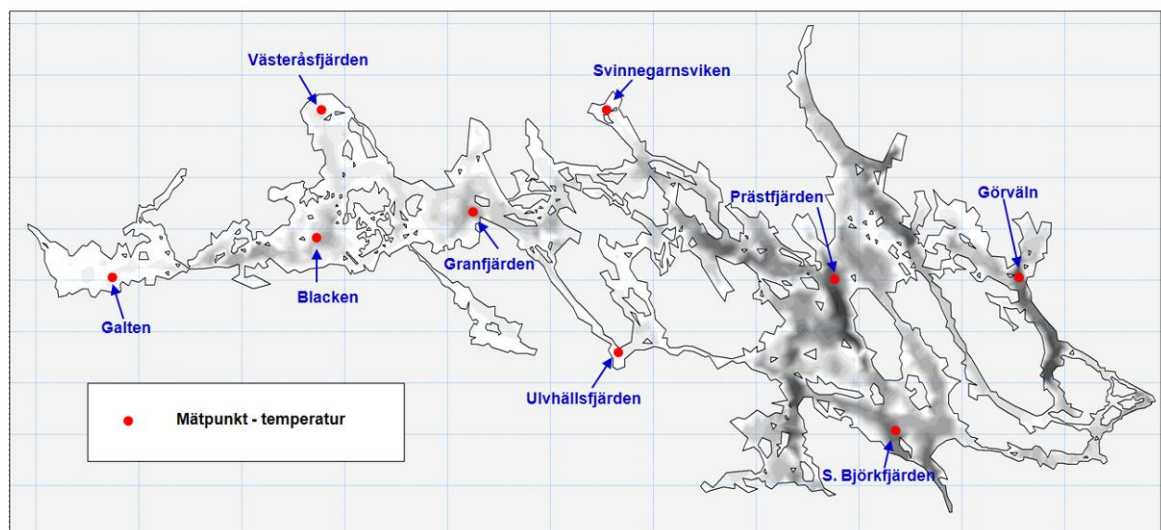 Västeråsfjärden
Svinnegarnsviken
Prästfjärden
Görväln
Granfjärden
Blacken
Galten
Ulvhällsfjärden
Mätpunkt - temperatur
S. Björkfjärden